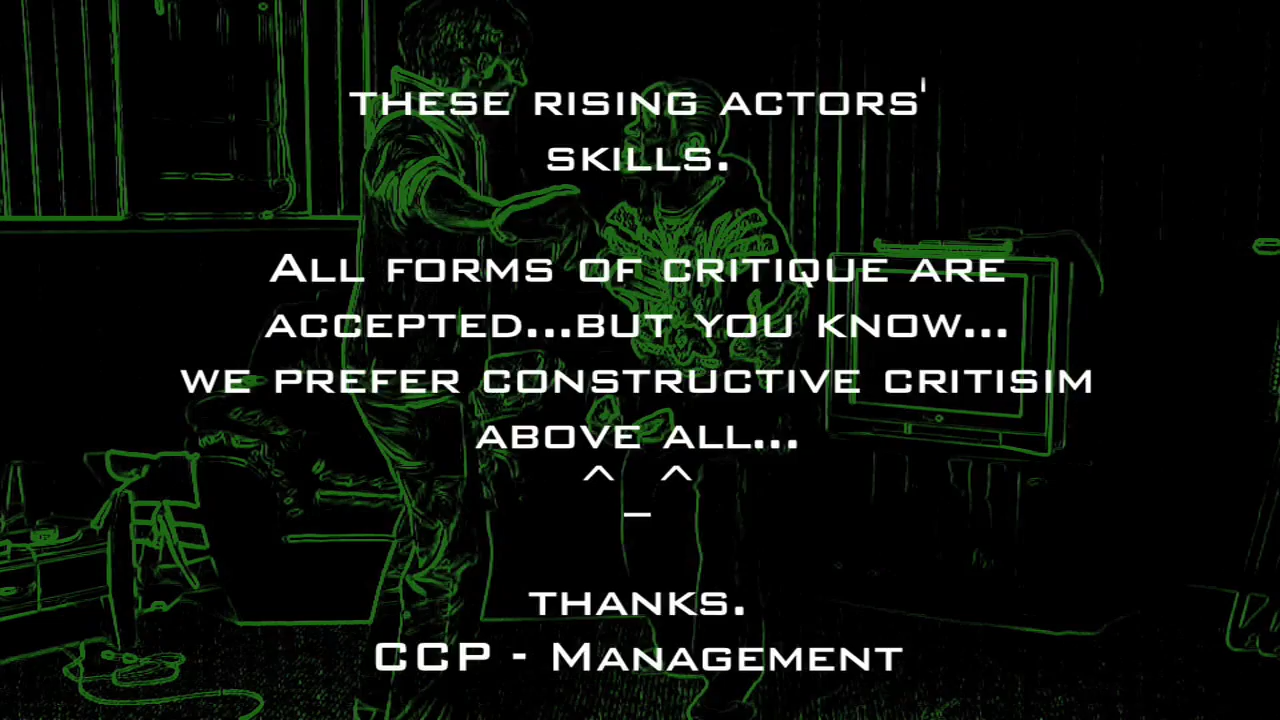 THESE RISING ACTORS'
SKILLS.
ALL FORMS OF CRITIQUE ARE
ACCEPTED...BUT YOU KNOW...
WE PREFER CONSTRUCTIVE CRITISIM
ABOVE ALL...
^ ^
_
THANKS.
CCP - MANAGEMENT